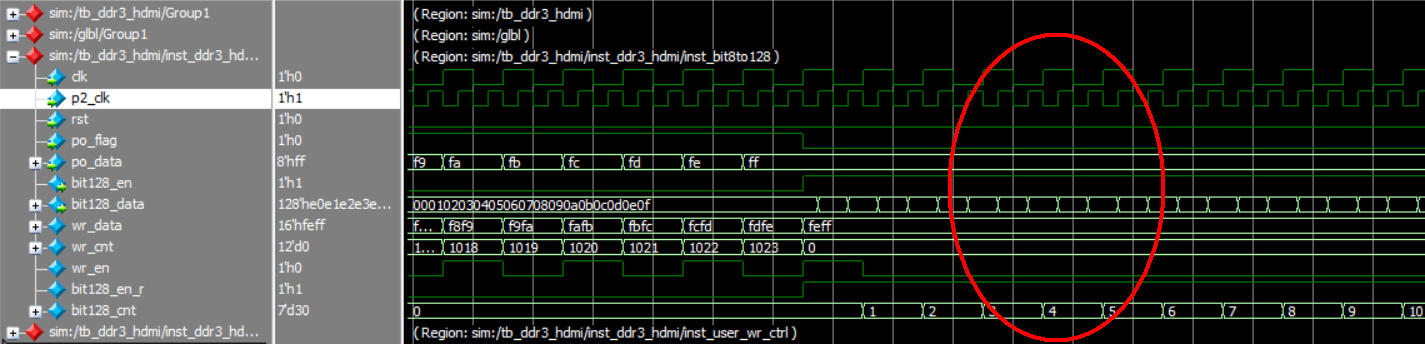 sim:/tb_ddr3_hdmi/Group1 ( Region: sim:/tb_ddr3_hdmi )
sim:/glbl/Group1 ( Region: sim:/glbl )
sim:/tb_ddr3_hdmi/inst_ddr3_hd... ( Region: sim:/tb_ddr3_hdmi/inst_ddr3_hdmi/inst_bit8to128 )
clk 1'h0
p2_clk 1'h1
rst 1'h0
po_flag 1'h0
po_data 8'hff f9 fa fb fc fd fe ff
bit128_en 1'h1
bit128_data 128'he0e1e2e3e... 000102030405060708090a0b0c0d0e0f
wr_data 16'hfeff f... f8f9 f9fa fafb fbfc fcfd fdfe feff
wr_cnt 12'd0 1... 1018 1019 1020 1021 1022 1023 0
wr_en 1'h0
bit128_en_r 1'h1
bit128_cnt 7'd30 0 1 2 3 4 5 6 7 8 9 10
sim:/tb_ddr3_hdmi/inst_ddr3_hd... ( Region: sim:/tb_ddr3_hdmi/inst_ddr3_hdmi/inst_user_wr_ctrl )